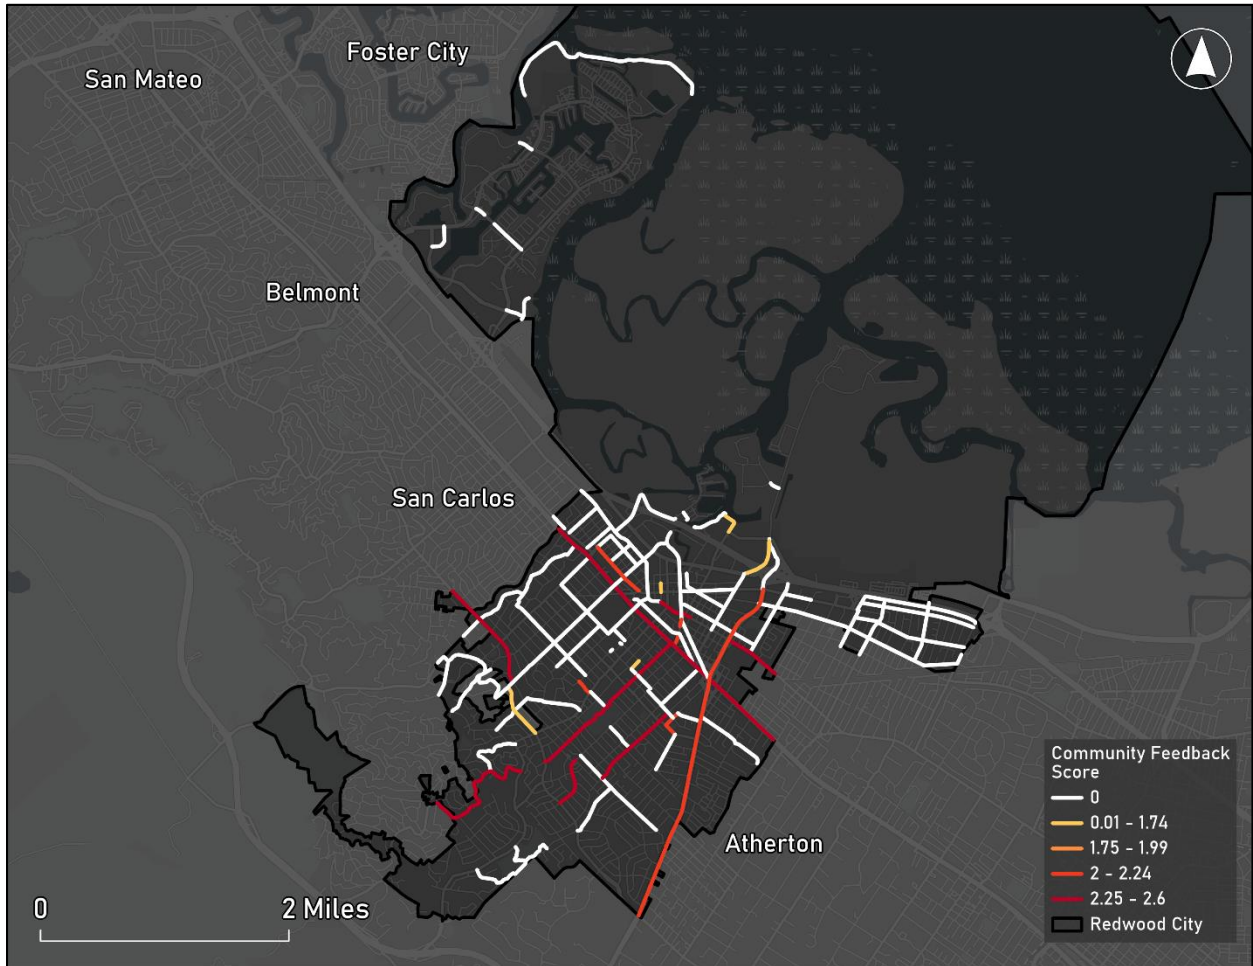 Foster City
San Mateo
Belmont
San Carlos
Atherton
Community Feedback
Score
0
0.01 - 1.74
1.75 - 1.99
2 - 2.24
2.25 - 2.6
Redwood City
0 2 Miles